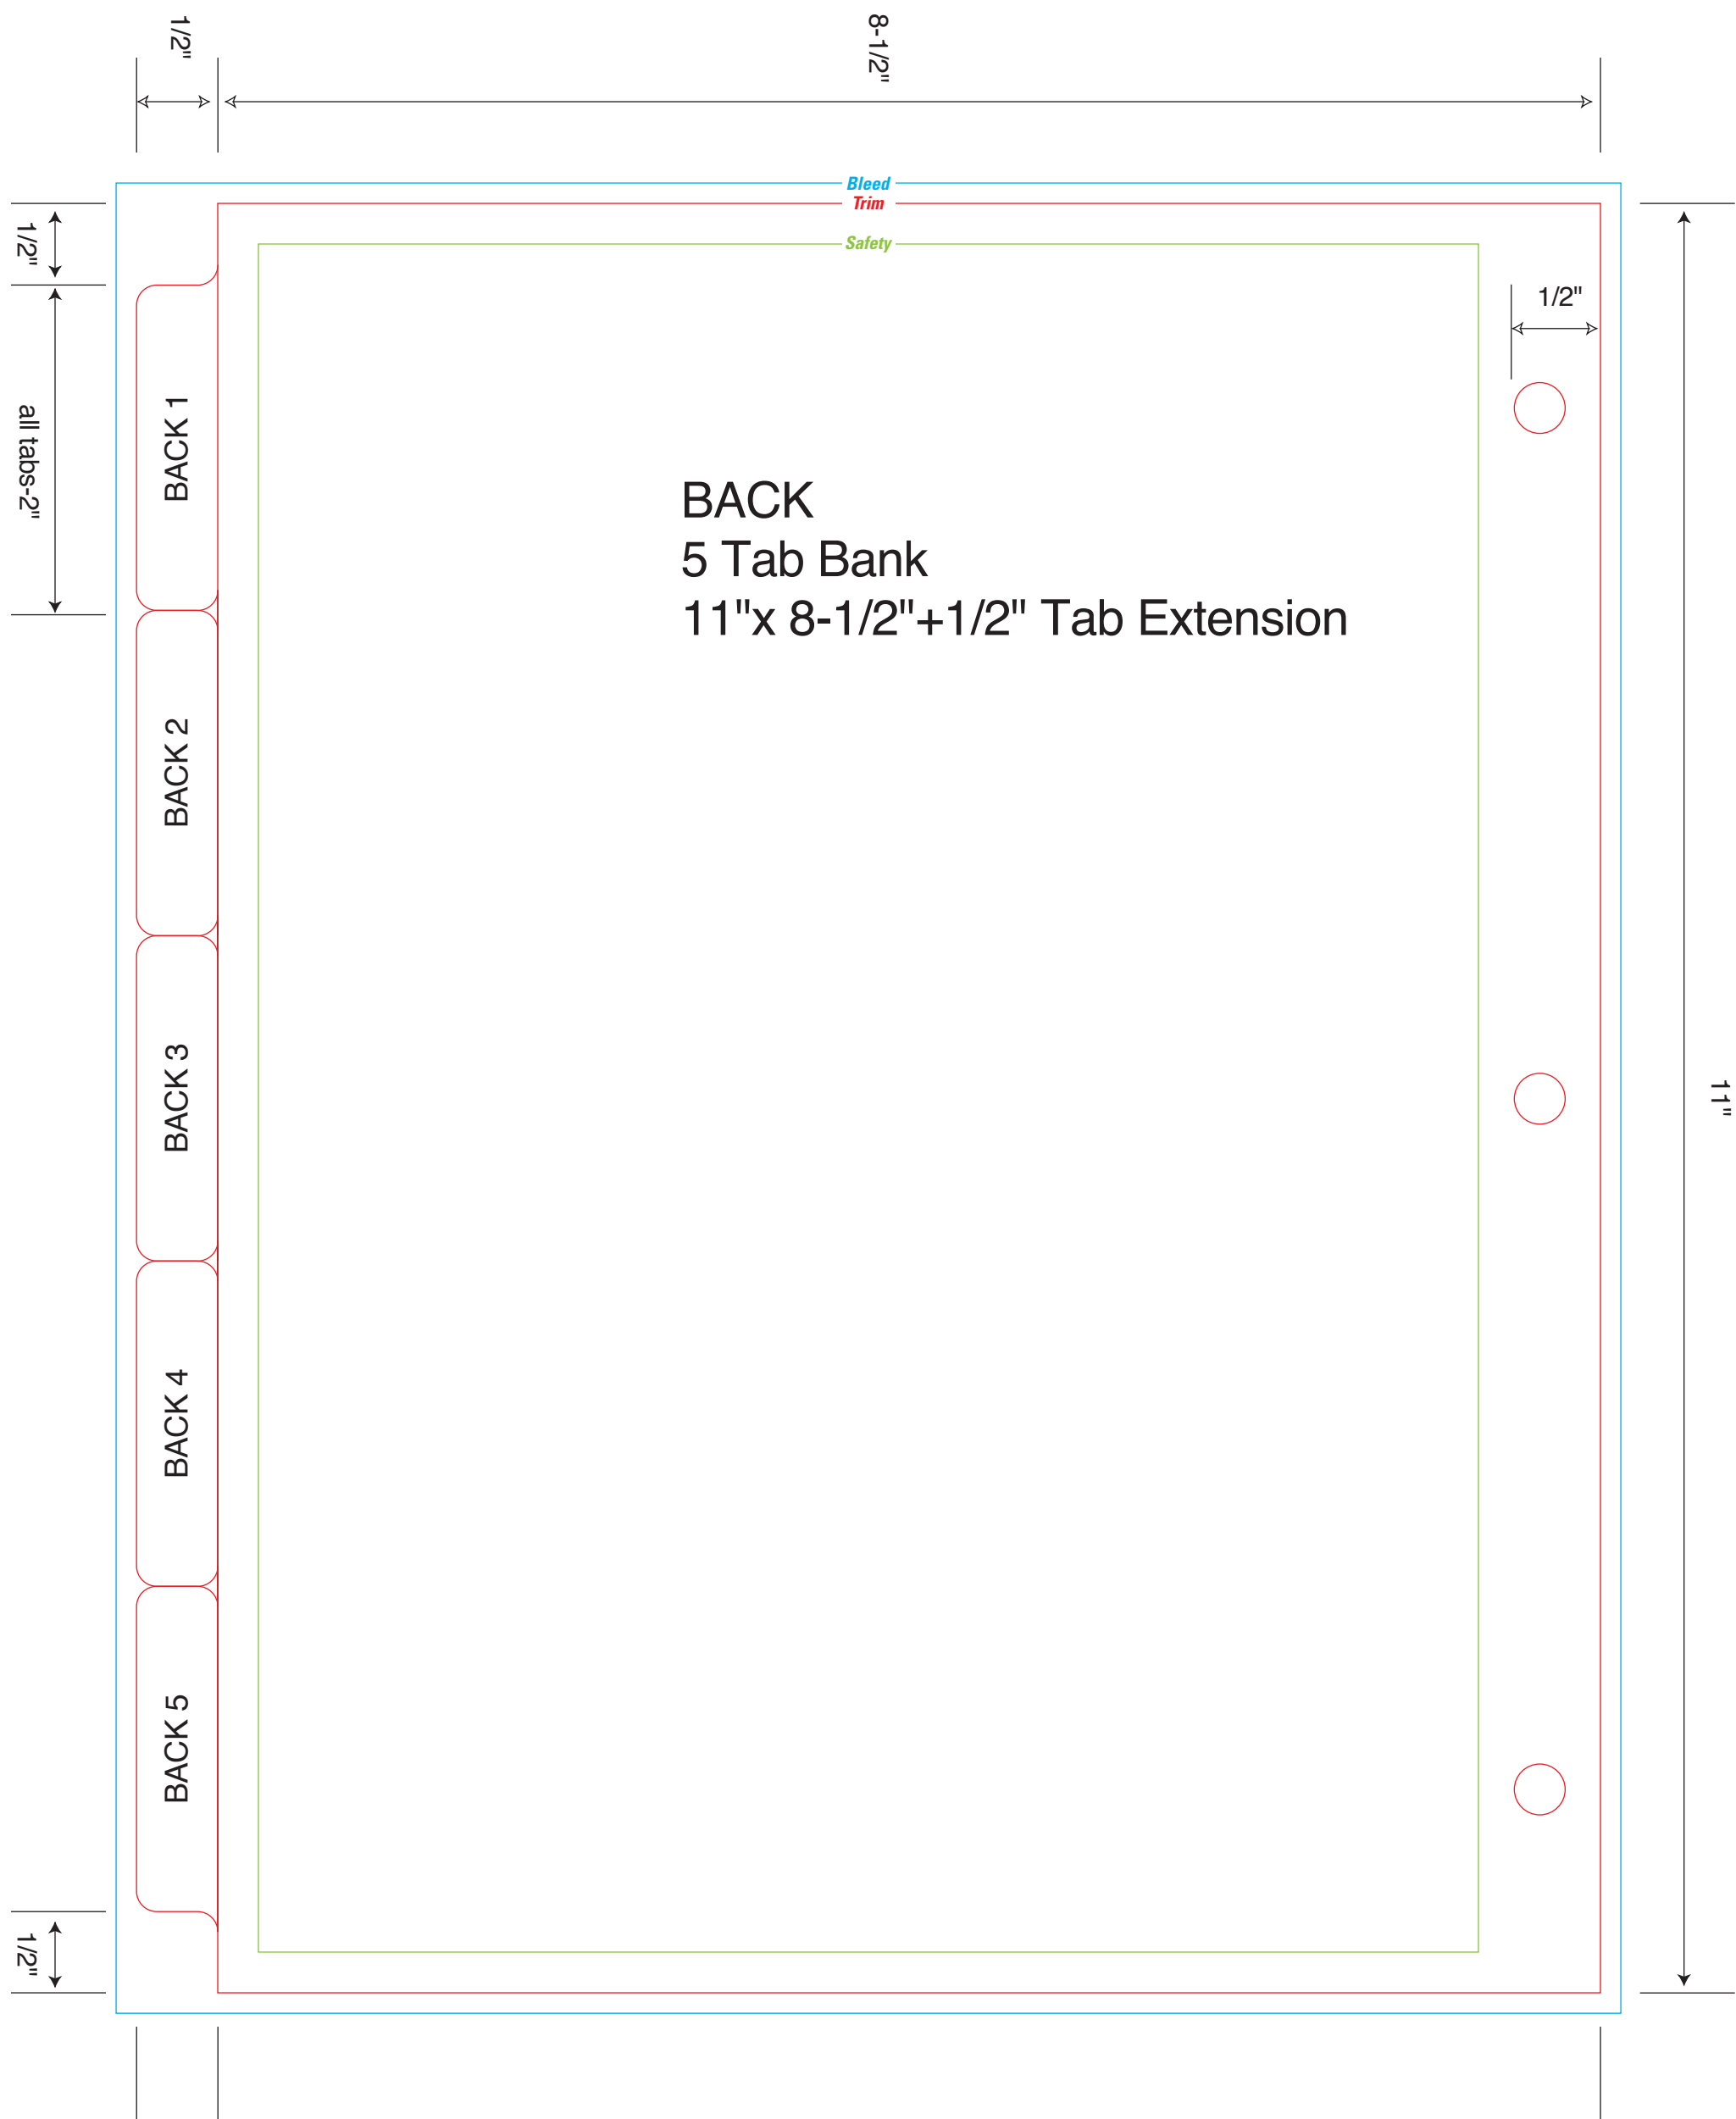 1/2"
8-1/2"
Bleed
Trim
Safety
1/2"
1/2"
all tabs-2"
BACK 1
BACK
5 Tab Bank
11"x 8-1/2"+1/2" Tab Extension
BACK 2
BACK 3
11"
BACK 4
BACK 5
1/2"